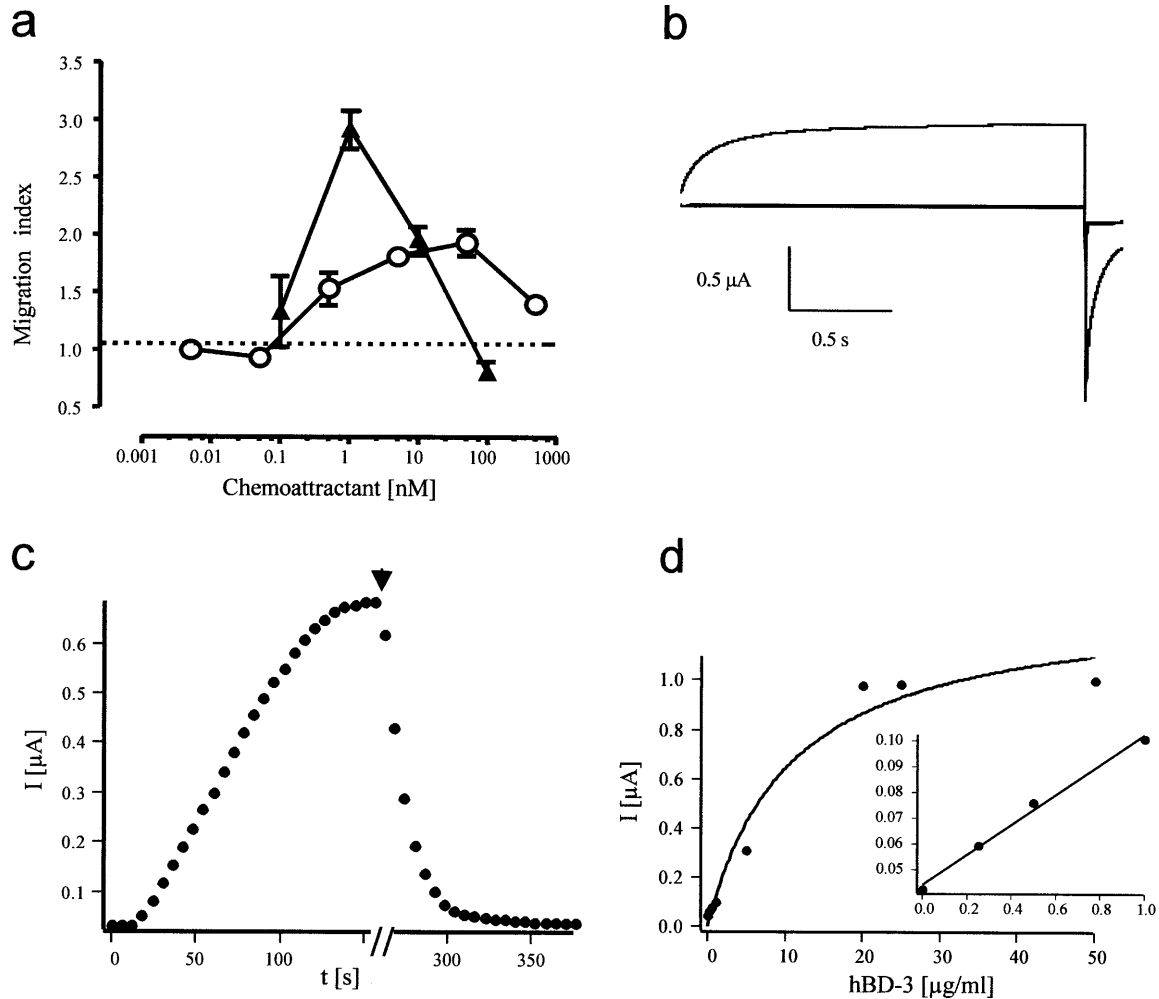 a
3.5
3.0
2.5
2.0
1.5
1.0
0.5
Migration index
0.001 0.01 0.1 1 10 100 1000
Chemoattractant [nM]
b
0.5 µA
0.5 s
c
0.6
0.5
0.4
0.3
0.2
0.1
I [µA]
0 50 100 300 350
t [s]
d
1.0
0.8
0.6
0.4
0.2
0.0
I [µA]
0 10 20 30 40 50
hBD-3 [µg/ml]
0.10
0.09
0.08
0.07
0.06
0.05
0.0 0.2 0.4 0.6 0.8 1.0